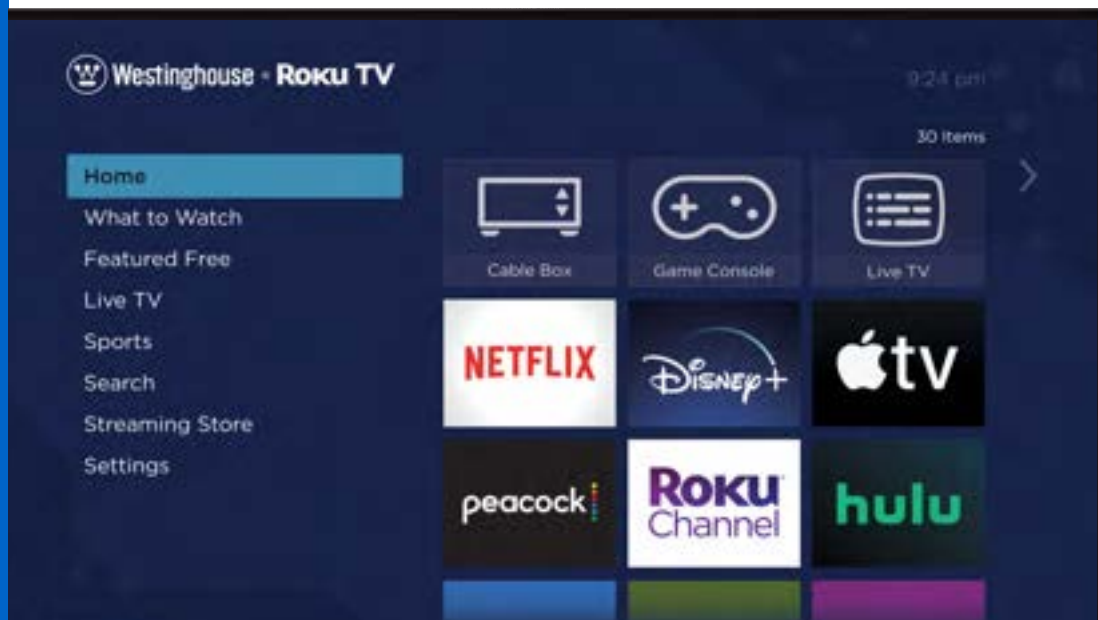 Westinghouse • ROKU TV
9:24 pm
30 Items
Home
What to Watch
Featured Free
Live TV
Sports
Search
Streaming Store
Settings
Cable Box
Game Console
Live TV
NETFLIX
Disney+
tv
peacock
ROKU
Channel
hulu